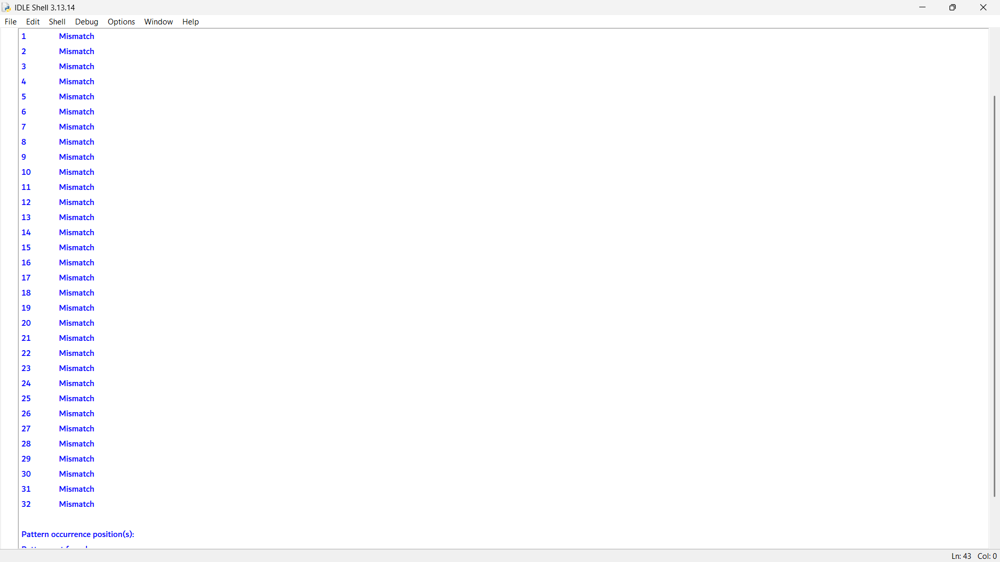 IDLE Shell 3.13.14
File Edit Shell Debug Options Window Help
1 Mismatch
2 Mismatch
3 Mismatch
4 Mismatch
5 Mismatch
6 Mismatch
7 Mismatch
8 Mismatch
9 Mismatch
10 Mismatch
11 Mismatch
12 Mismatch
13 Mismatch
14 Mismatch
15 Mismatch
16 Mismatch
17 Mismatch
18 Mismatch
19 Mismatch
20 Mismatch
21 Mismatch
22 Mismatch
23 Mismatch
24 Mismatch
25 Mismatch
26 Mismatch
27 Mismatch
28 Mismatch
29 Mismatch
30 Mismatch
31 Mismatch
32 Mismatch
Pattern occurrence position(s):
Ln: 43 Col: 0